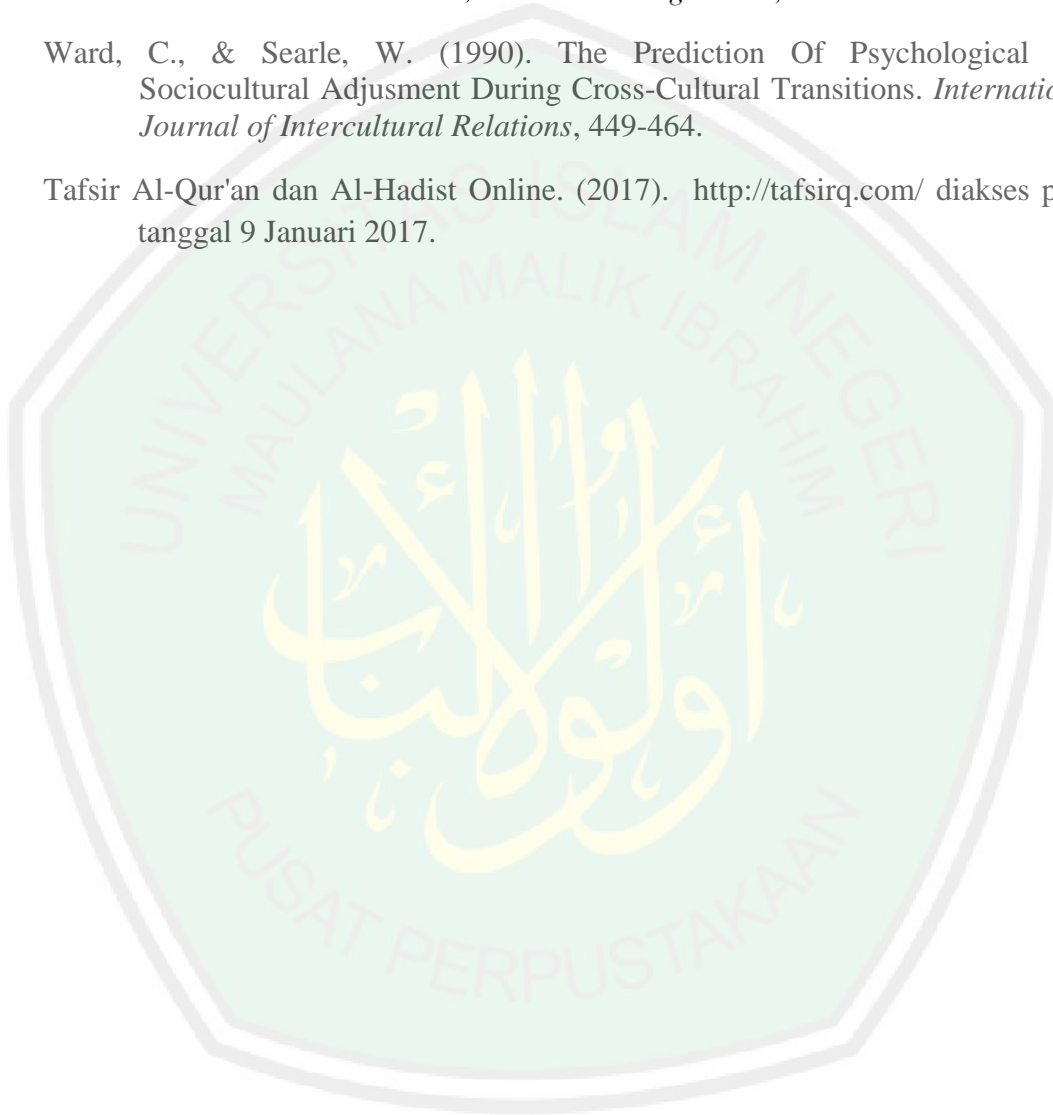 Ward, C., & Searle, W. (1990). The Prediction Of Psychological
Sociocultural Adjusment During Cross-Cultural Transitions. Internatio
Journal of Intercultural Relations, 449-464.
Tafsir Al-Qur'an dan Al-Hadist Online. (2017). http://tafsirq.com/ diakses p
tanggal 9 Januari 2017.
UNIVERSITAS ISLAM NEGERI
MAULANA MALIK IBRAHIM
أولوا الألباب
PUSAT PERPUSTAKAAN